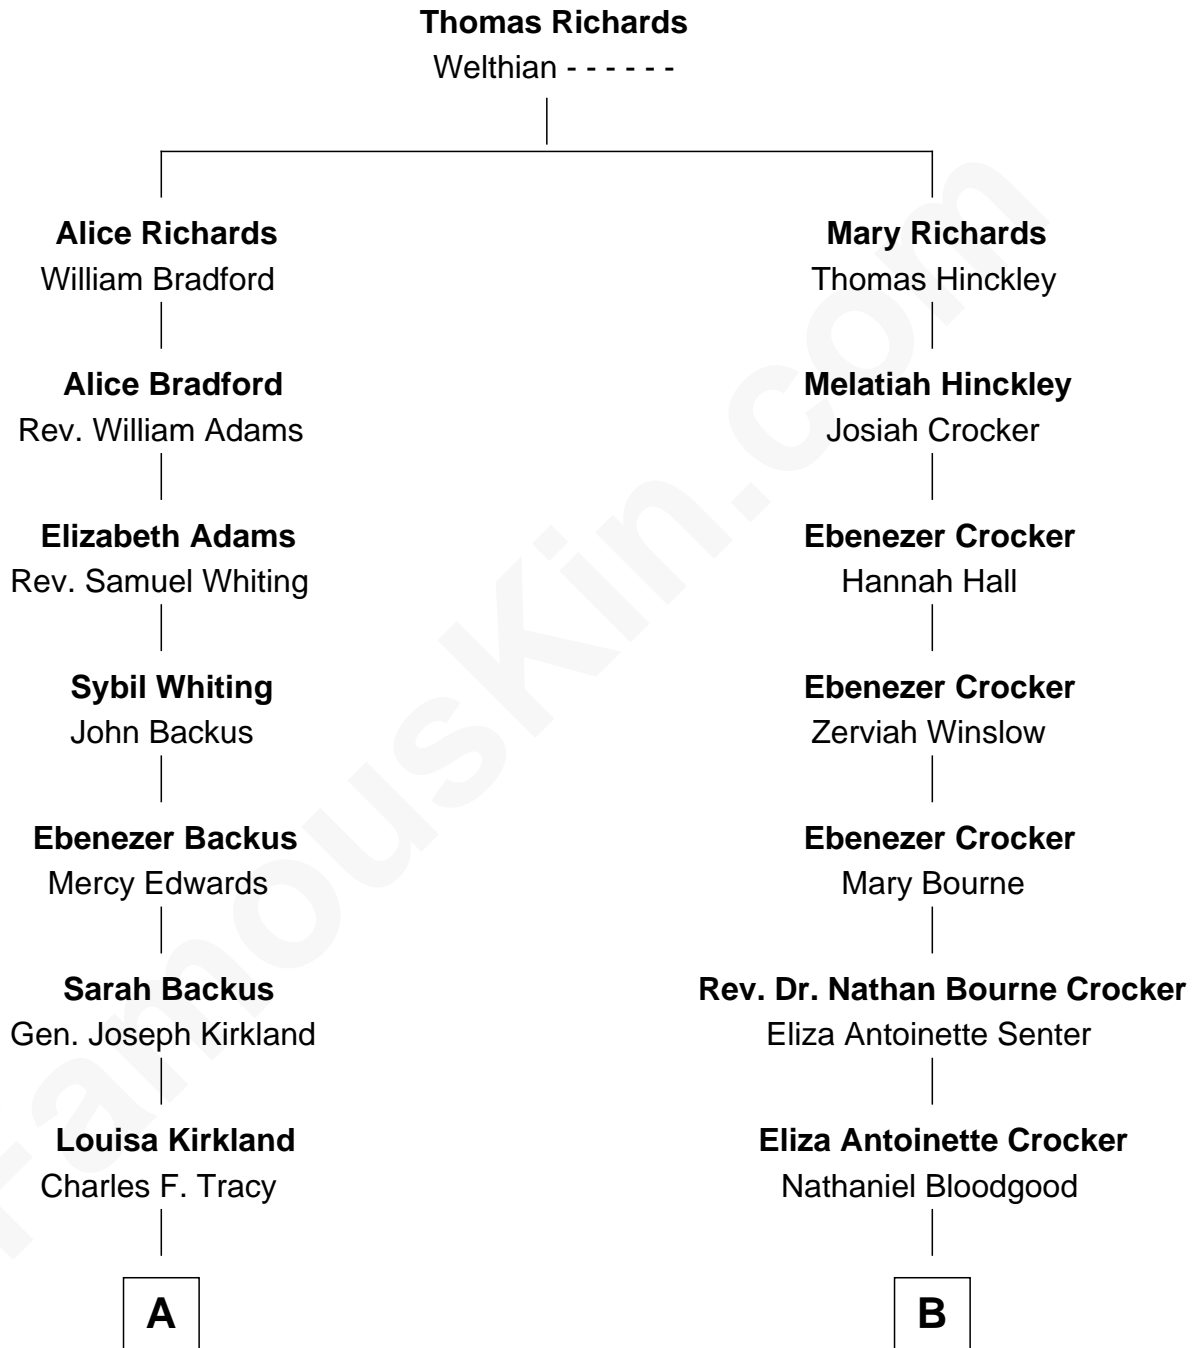 Thomas Richards
Welthian - - - - - -
Alice Richards
William Bradford
Mary Richards
Thomas Hinckley
Alice Bradford
Rev. William Adams
Melatiah Hinckley
Josiah Crocker
Elizabeth Adams
Rev. Samuel Whiting
Ebenezer Crocker
Hannah Hall
Sybil Whiting
John Backus
Ebenezer Crocker
Zerviah Winslow
Ebenezer Backus
Mercy Edwards
Ebenezer Crocker
Mary Bourne
Sarah Backus
Gen. Joseph Kirkland
Rev. Dr. Nathan Bourne Crocker
Eliza Antoinette Senter
Louisa Kirkland
Charles F. Tracy
Eliza Antoinette Crocker
Nathaniel Bloodgood
A
B
FamousKin.com